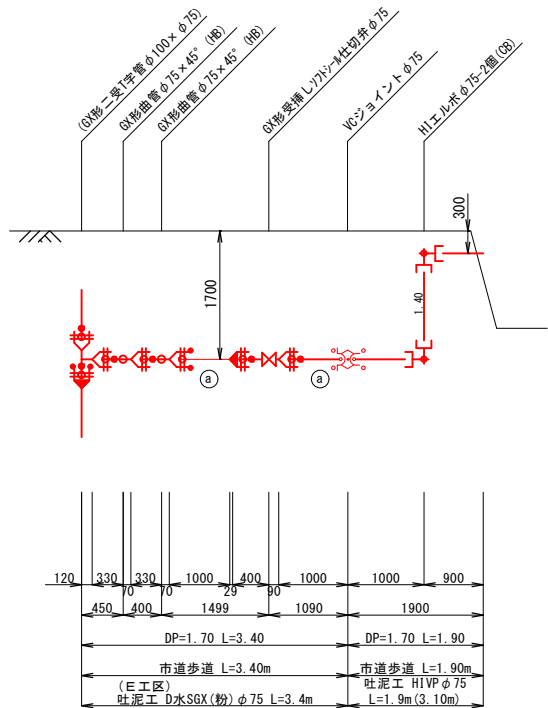 (GX形二受T字管φ100×φ75)
GX形曲管φ75×45° (HB)
GX形曲管φ75×45° (HB)
GX形受挿しソフトシール仕切弁φ75
VCジョイントφ75
HIエルボφ75-2個(CB)
300
1700
1.40
a
a
120
330
70
330
70
1000
29
400
90
1000
1000
900
450
400
1499
1090
1900
DP=1.70 L=3.40
DP=1.70 L=1.90
市道歩道 L=3.40m
市道歩道 L=1.90m
(E工区)
吐泥工 D水SGX(粉)φ75 L=3.4m
吐泥工 HIVPφ75
L=1.9m(3.10m)